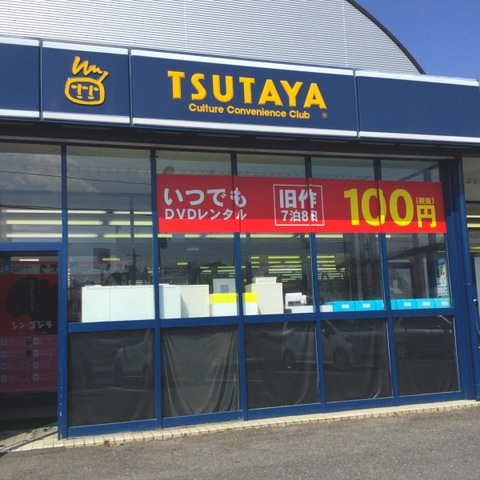 TSUTAYA
Culture Convenience Club ®
いつでも
DVDレンタル
旧作
7泊8日
100円(税抜)
シン・ゴジラ